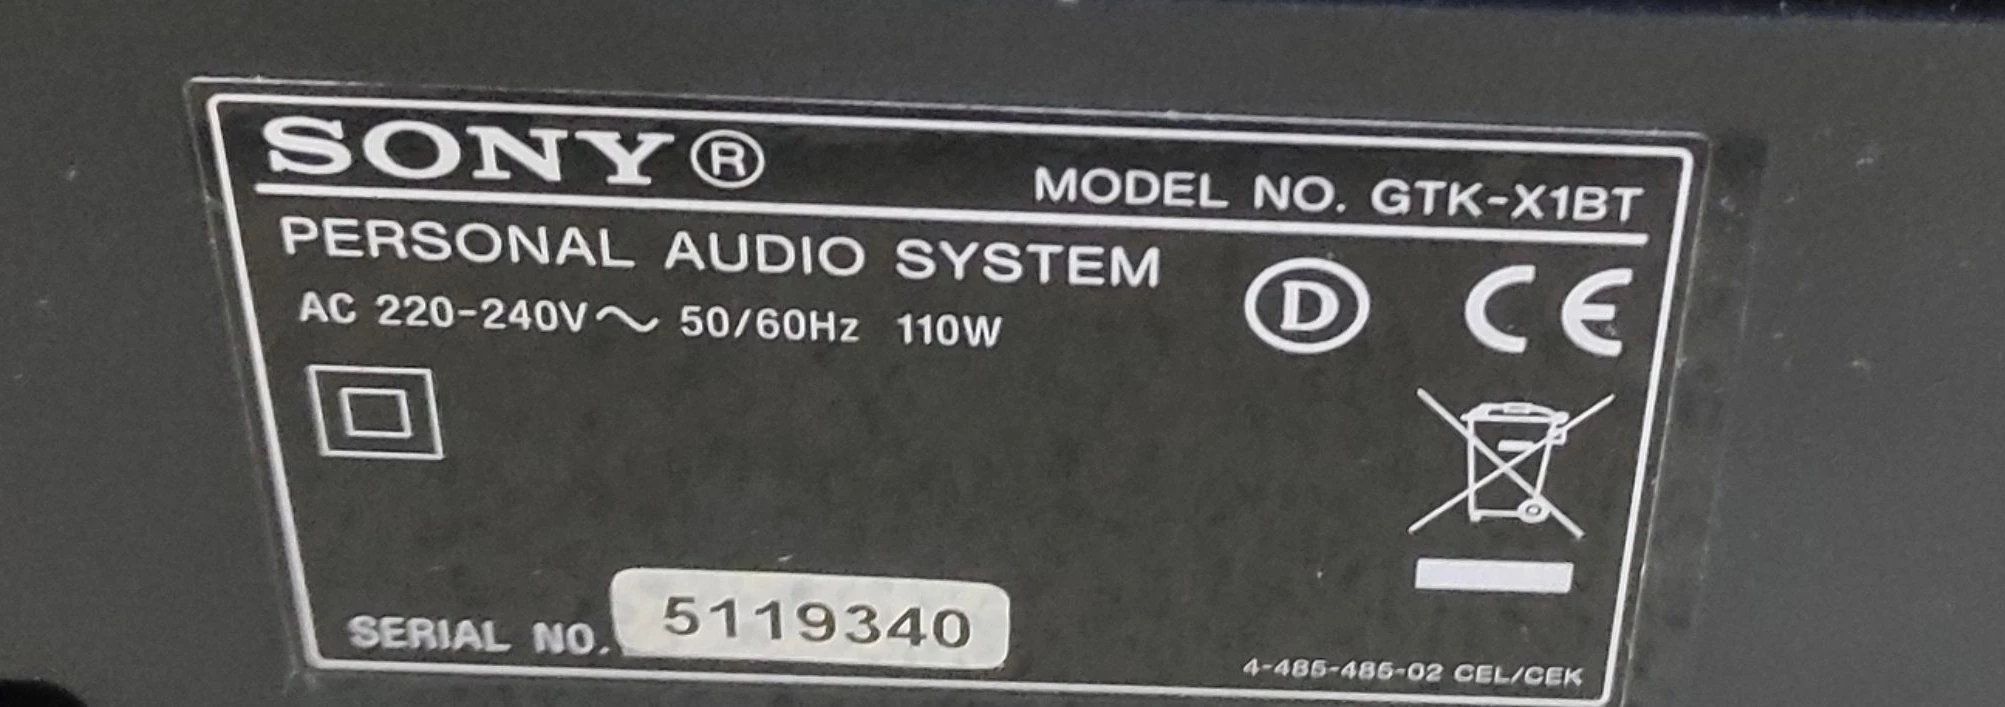 SONY®
MODEL NO. GTK-X1BT
PERSONAL AUDIO SYSTEM
AC 220-240V~ 50/60Hz 110W
D CE
SERIAL NO. 5119340
4-485-485-02 CEL/CEK